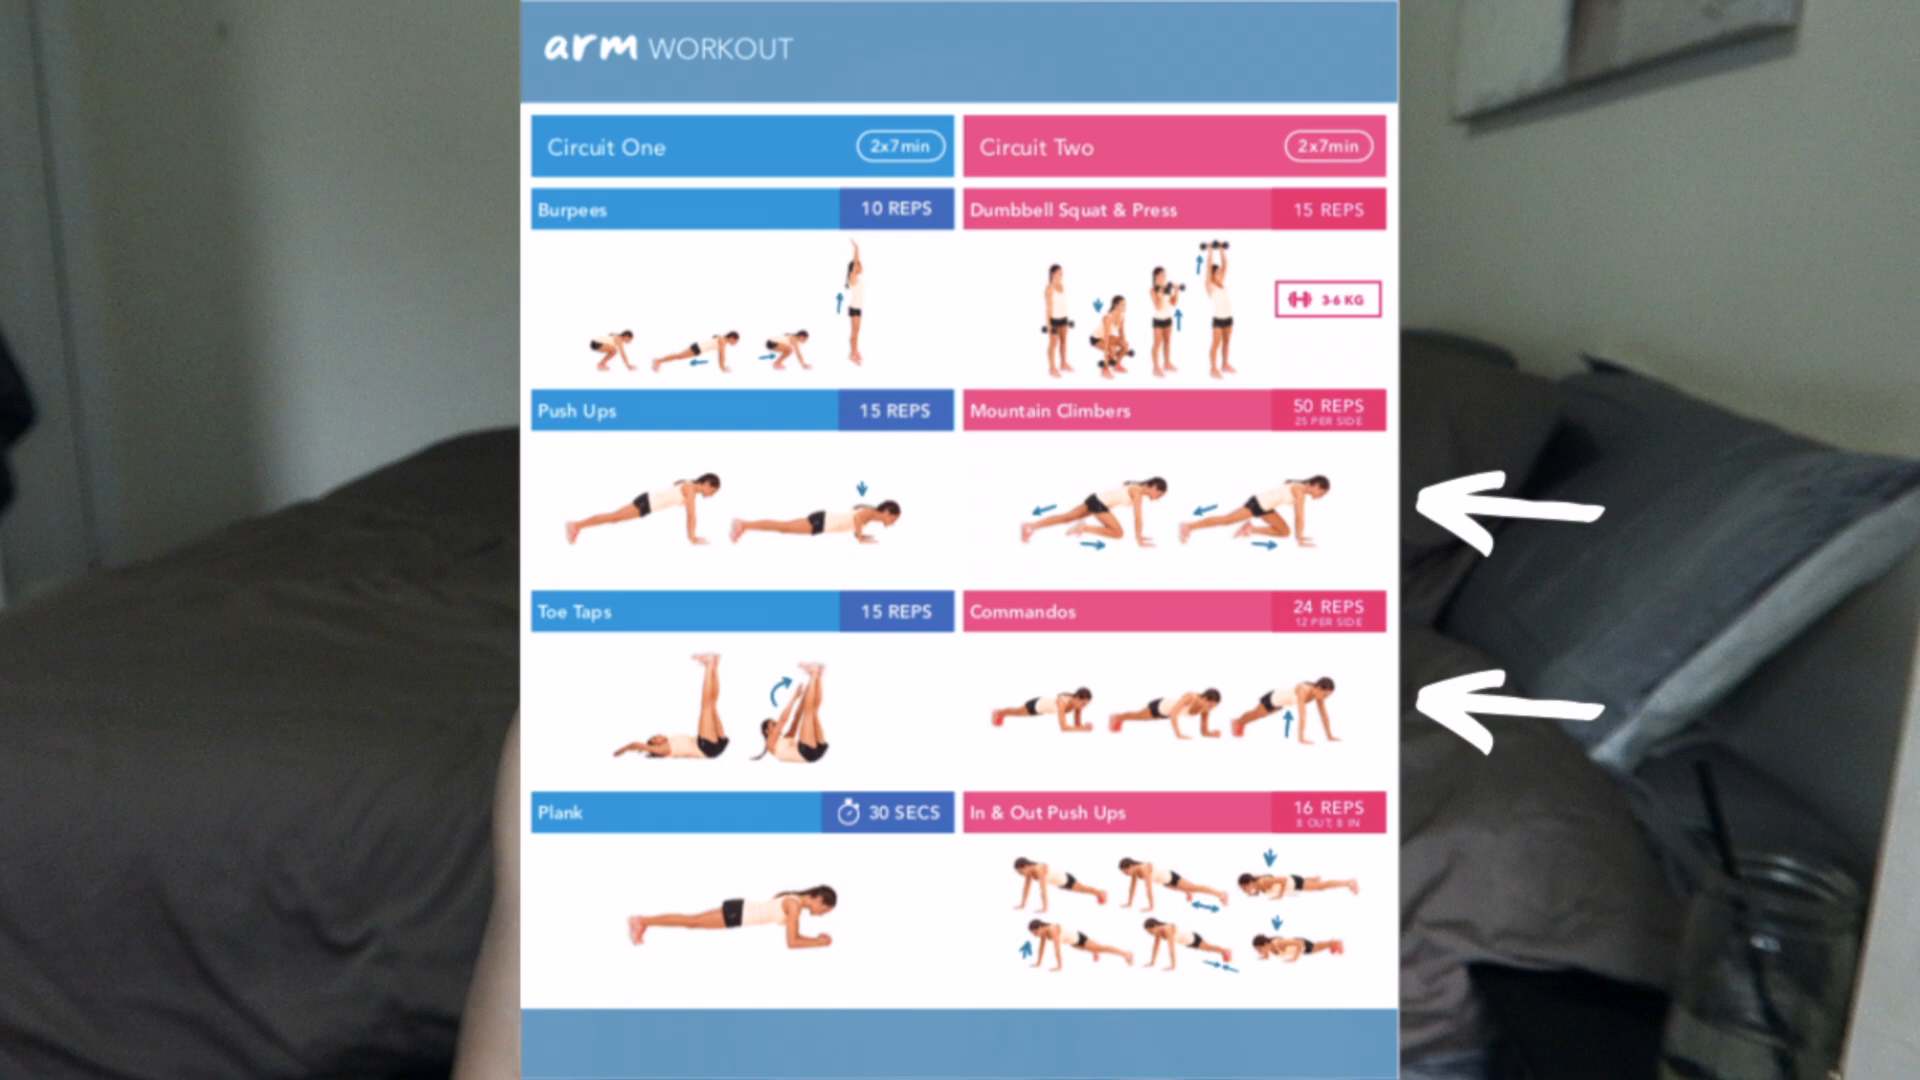 arm WORKOUT
Circuit One 2x7min
Burpees 10 REPS
Push Ups 15 REPS
Toe Taps 15 REPS
Plank 30 SECS
Circuit Two 2x7min
Dumbbell Squat & Press 15 REPS
3-6 KG
Mountain Climbers 50 REPS
25 PER SIDE
Commandos 24 REPS
12 PER SIDE
In & Out Push Ups 16 REPS
8 OUT, 8 IN